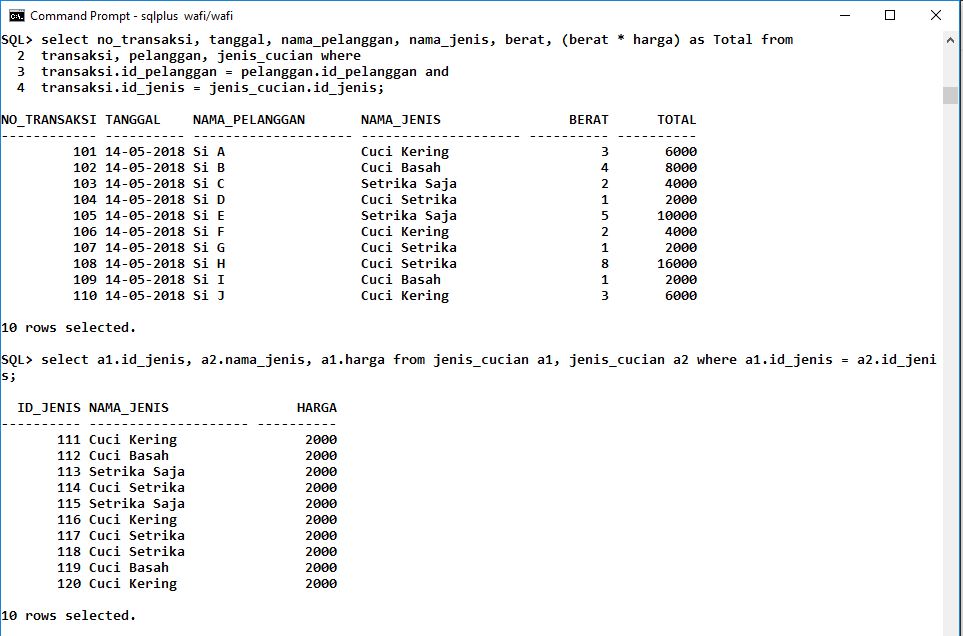 Command Prompt - sqlplus  wafi/wafi
SQL> select no_transaksi, tanggal, nama_pelanggan, nama_jenis, berat, (berat * harga) as Total from
  2  transaksi, pelanggan, jenis_cucian where
  3  transaksi.id_pelanggan = pelanggan.id_pelanggan and
  4  transaksi.id_jenis = jenis_cucian.id_jenis;
NO_TRANSAKSI TANGGAL    NAMA_PELANGGAN       NAMA_JENIS                BERAT      TOTAL
------------ ---------- -------------------- -------------------- ---------- ----------
         101 14-05-2018 Si A                 Cuci Kering                   3       6000
         102 14-05-2018 Si B                 Cuci Basah                    4       8000
         103 14-05-2018 Si C                 Setrika Saja                  2       4000
         104 14-05-2018 Si D                 Cuci Setrika                  1       2000
         105 14-05-2018 Si E                 Setrika Saja                  5      10000
         106 14-05-2018 Si F                 Cuci Kering                   2       4000
         107 14-05-2018 Si G                 Cuci Setrika                  1       2000
         108 14-05-2018 Si H                 Cuci Setrika                  8      16000
         109 14-05-2018 Si I                 Cuci Basah                    1       2000
         110 14-05-2018 Si J                 Cuci Kering                   3       6000
10 rows selected.
SQL> select a1.id_jenis, a2.nama_jenis, a1.harga from jenis_cucian a1, jenis_cucian a2 where a1.id_jenis = a2.id_jeni
s;
  ID_JENIS NAMA_JENIS                HARGA
---------- -------------------- ----------
       111 Cuci Kering                2000
       112 Cuci Basah                 2000
       113 Setrika Saja               2000
       114 Cuci Setrika               2000
       115 Setrika Saja               2000
       116 Cuci Kering                2000
       117 Cuci Setrika               2000
       118 Cuci Setrika               2000
       119 Cuci Basah                 2000
       120 Cuci Kering                2000
10 rows selected.